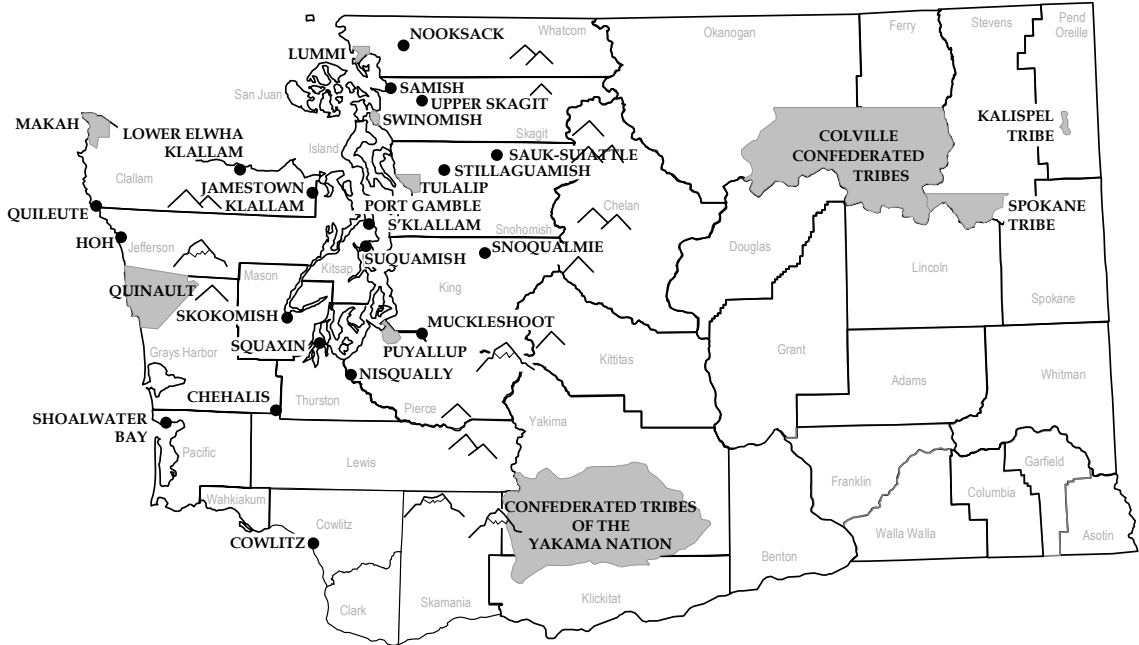 NOOKSACK
Whatcom
Okanogan
Ferry
Stevens
Pend
Oreille
LUMMI
San Juan
SAMISH
UPPER SKAGIT
SWINOMISH
Skagit
MAKAH
LOWER ELWHA
KLALLAM
Island
Clallam
JAMESTOWN
KLALLAM
SAUK-SUIATTLE
STILLAGUAMISH
TULALIP
PORT GAMBLE
S'KLALLAM
Snohomish
Chelan
COLVILLE
CONFEDERATED
TRIBES
KALISPEL
TRIBE
SPOKANE
TRIBE
QUILEUTE
HOH
Jefferson
SNOQUALMIE
SUQUAMISH
Kitsap
Mason
King
Douglas
Lincoln
Spokane
QUINAULT
SKOKOMISH
MUCKLESHOOT
SQUAXIN
PUYALLUP
Grays Harbor
NISQUALLY
Kittitas
Grant
Adams
Whitman
CHEHALIS
Thurston
Pierce
Yakima
SHOALWATER
BAY
Pacific
Lewis
Franklin
Garfield
Columbia
Wahkiakum
Cowlitz
COWLITZ
CONFEDERATED TRIBES
OF THE
YAKAMA NATION
Walla Walla
Asotin
Benton
Clark
Skamania
Klickitat